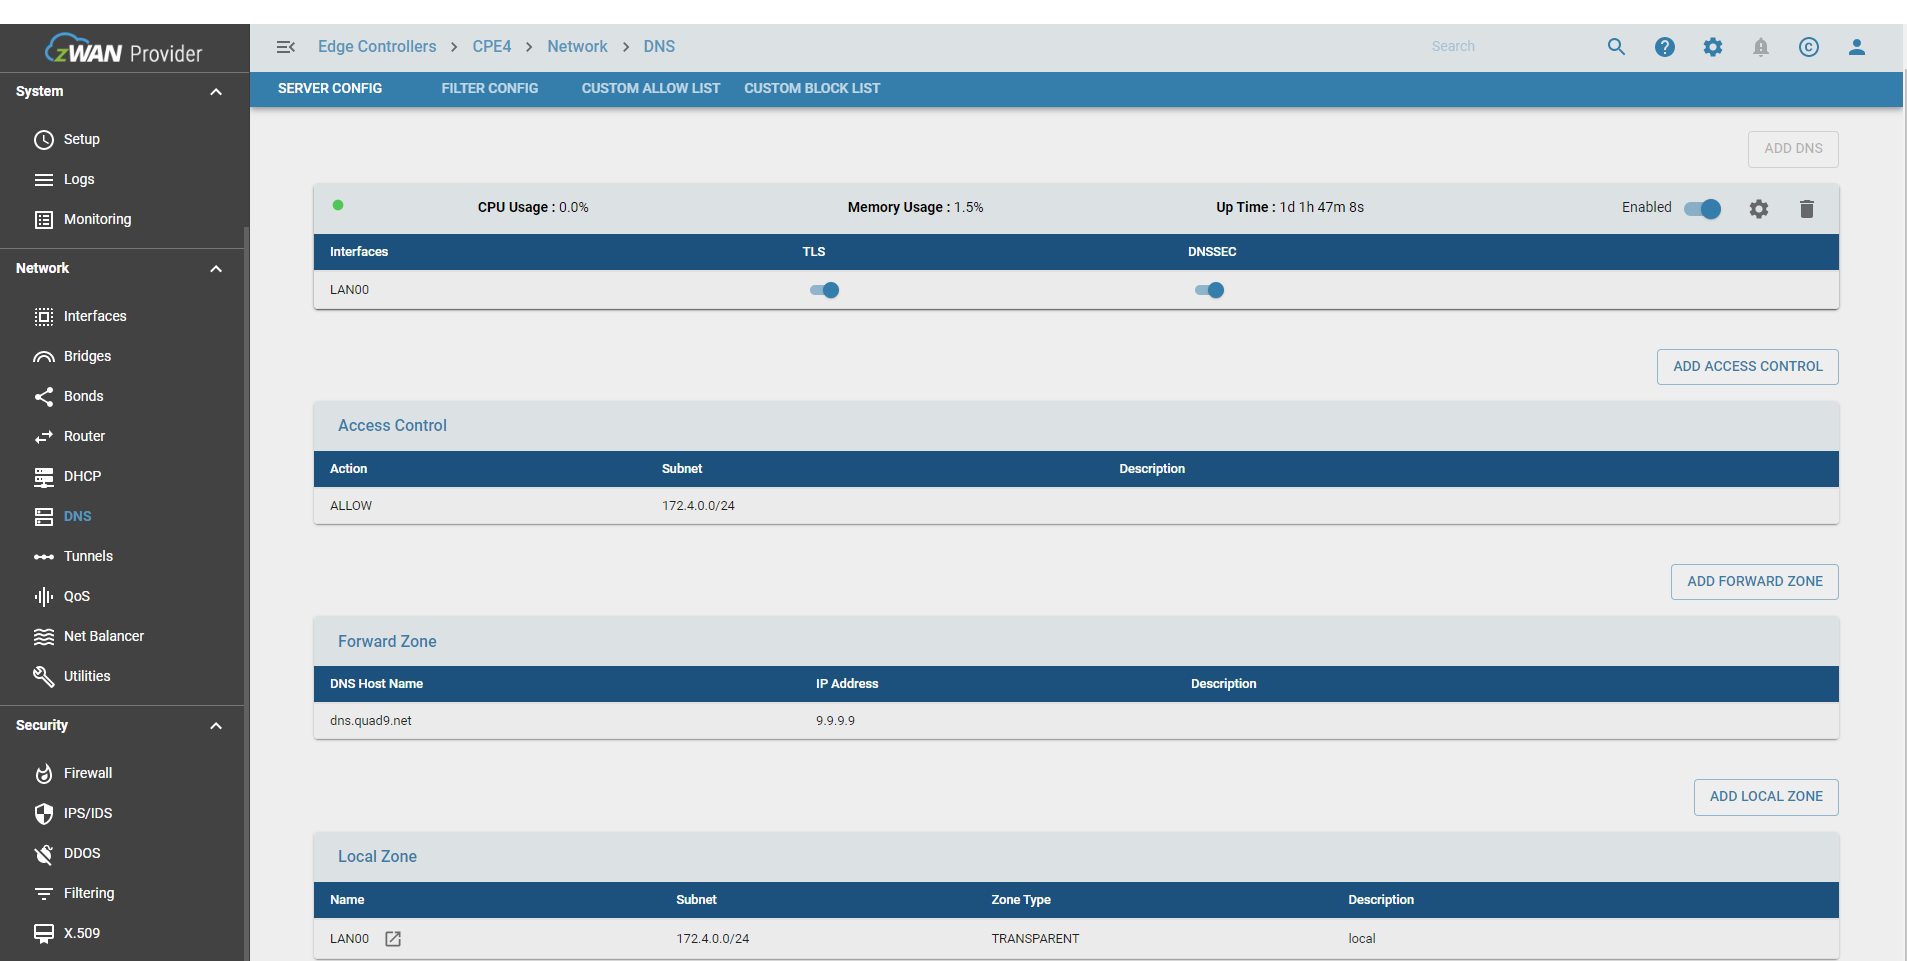 zWAN Provider
System
Setup
Logs
Monitoring
Network
Interfaces
Bridges
Bonds
Router
DHCP
DNS
Tunnels
QoS
Net Balancer
Utilities
Security
Firewall
IPS/IDS
DDOS
Filtering
X.509
Edge Controllers > CPE4 > Network > DNS
Search
SERVER CONFIG FILTER CONFIG CUSTOM ALLOW LIST CUSTOM BLOCK LIST
ADD DNS
CPU Usage : 0.0% Memory Usage : 1.5% Up Time : 1d 1h 47m 8s Enabled
Interfaces TLS DNSSEC
LAN00
ADD ACCESS CONTROL
Access Control
Action Subnet Description
ALLOW 172.4.0.0/24
ADD FORWARD ZONE
Forward Zone
DNS Host Name IP Address Description
dns.quad9.net 9.9.9.9
ADD LOCAL ZONE
Local Zone
Name Subnet Zone Type Description
LAN00 172.4.0.0/24 TRANSPARENT local